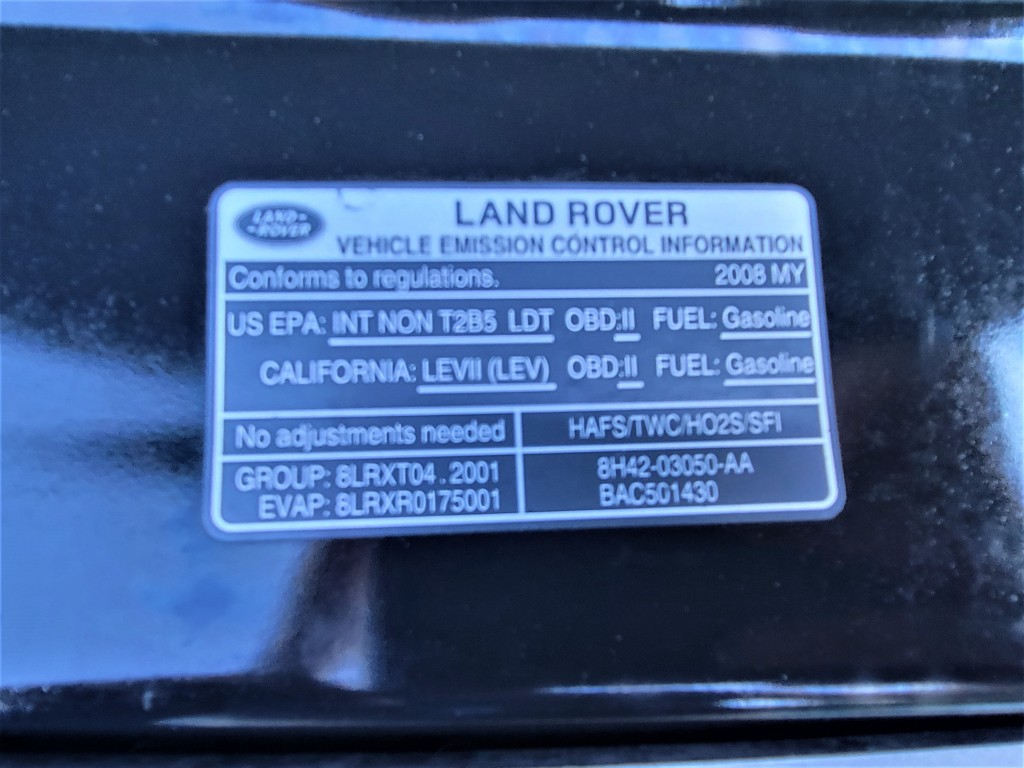 LAND-
-ROVER
LAND ROVER
VEHICLE EMISSION CONTROL INFORMATION
Conforms to regulations. 2008 MY
US EPA: INT NON T2B5 LDT OBD:II FUEL: Gasoline
CALIFORNIA: LEVII (LEV) OBD:II FUEL: Gasoline
No adjustments needed HAFS/TWC/HO2S/SFI
GROUP: 8LRXT04.2001 8H42-03050-AA
EVAP: 8LRXR0175001 BAC501430